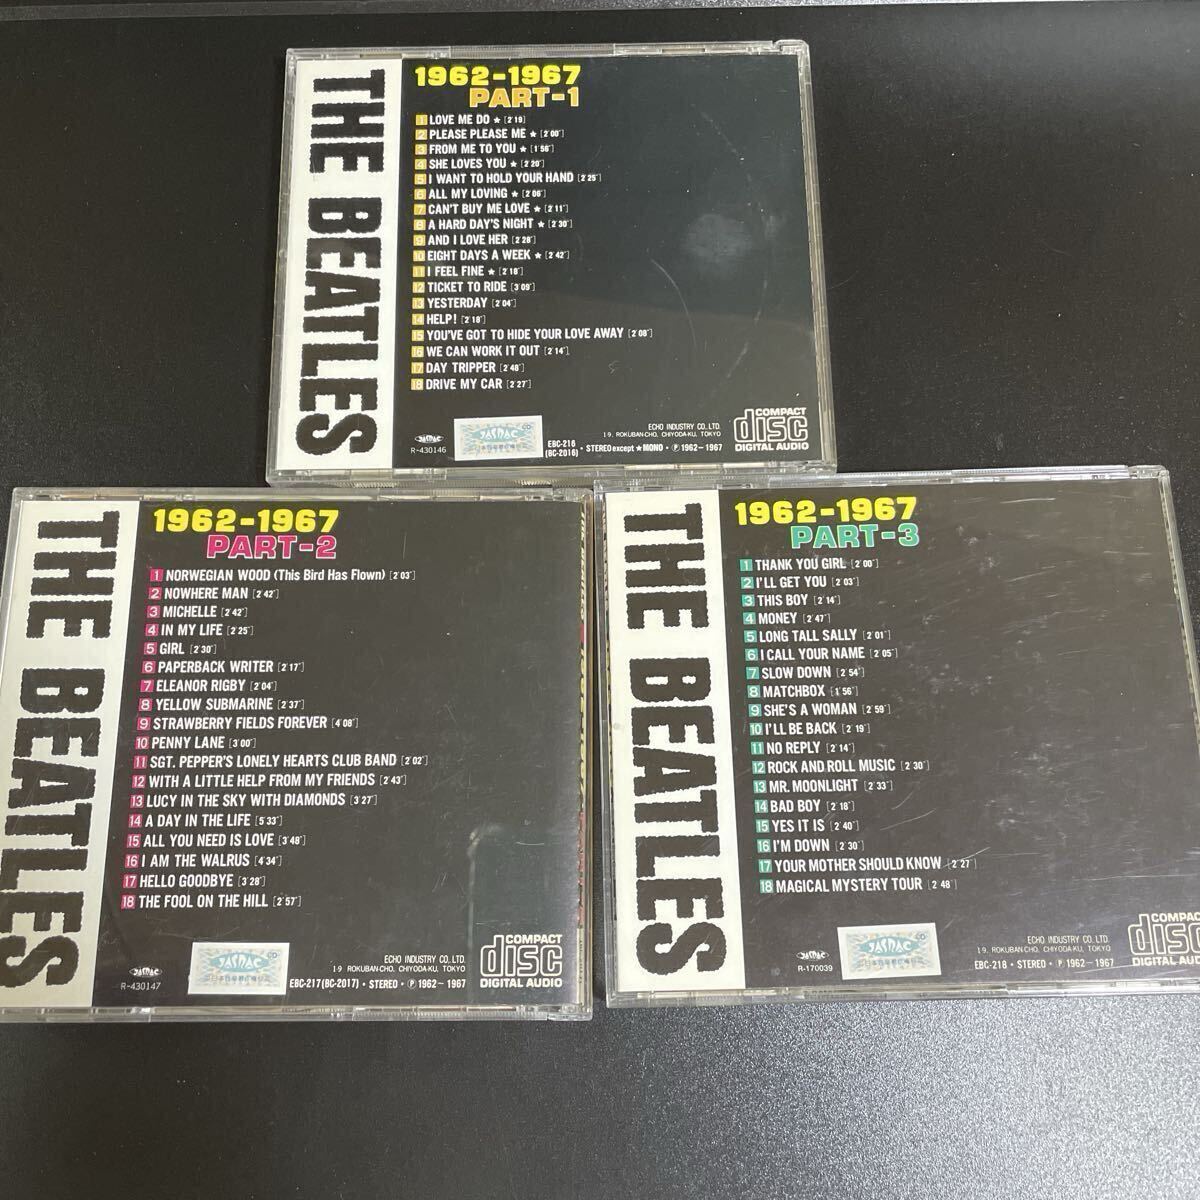 THE BEATLES
1962-1967
PART-1
1 LOVE ME DO ★ [2'19]
2 PLEASE PLEASE ME ★ [2'00"]
3 FROM ME TO YOU ★ [1'56"]
4 SHE LOVES YOU ★ [2'20"]
5 I WANT TO HOLD YOUR HAND [2'25"]
6 ALL MY LOVING ★ [2'06"]
7 CAN'T BUY ME LOVE ★ [2'11"]
8 A HARD DAY'S NIGHT ★ [2'30"]
9 AND I LOVE HER [2'28"]
10 EIGHT DAYS A WEEK ★ [2'42"]
11 I FEEL FINE ★ [2'18"]
12 TICKET TO RIDE [3'09"]
13 YESTERDAY [2'04"]
14 HELP! [2'18"]
15 YOU'VE GOT TO HIDE YOUR LOVE AWAY [2'08"]
16 WE CAN WORK IT OUT [2'14"]
17 DAY TRIPPER [2'48"]
18 DRIVE MY CAR [2'27"]
JASRAC
R-430146
JASRAC CD
ECHO INDUSTRY CO., LTD.
1-9, ROKUBAN-CHO, CHIYODA-KU, TOKYO
EBC-216
(BC-2016) • STEREO except ★MONO • ℗ 1962~1967
COMPACT
disc
DIGITAL AUDIO
THE BEATLES
1962-1967
PART-2
1 NORWEGIAN WOOD (This Bird Has Flown) [2'03"]
2 NOWHERE MAN [2'42"]
3 MICHELLE [2'42"]
4 IN MY LIFE [2'25"]
5 GIRL [2'30"]
6 PAPERBACK WRITER [2'17"]
7 ELEANOR RIGBY [2'04"]
8 YELLOW SUBMARINE [2'37"]
9 STRAWBERRY FIELDS FOREVER [4'08"]
10 PENNY LANE [3'00"]
11 SGT. PEPPER'S LONELY HEARTS CLUB BAND [2'02"]
12 WITH A LITTLE HELP FROM MY FRIENDS [2'43"]
13 LUCY IN THE SKY WITH DIAMONDS [3'27"]
14 A DAY IN THE LIFE [5'33"]
15 ALL YOU NEED IS LOVE [3'48"]
16 I AM THE WALRUS [4'34"]
17 HELLO GOODBYE [3'28"]
18 THE FOOL ON THE HILL [2'57"]
JASRAC
R-430147
JASRAC CD
ECHO INDUSTRY CO., LTD.
1-9, ROKUBAN-CHO, CHIYODA-KU, TOKYO
EBC-217 (BC-2017) • STEREO • ℗ 1962~1967
COMPACT
disc
DIGITAL AUDIO
THE BEATLES
1962-1967
PART-3
1 THANK YOU GIRL [2'00"]
2 I'LL GET YOU [2'03"]
3 THIS BOY [2'14"]
4 MONEY [2'47"]
5 LONG TALL SALLY [2'01"]
6 I CALL YOUR NAME [2'05"]
7 SLOW DOWN [2'54"]
8 MATCHBOX [1'56"]
9 SHE'S A WOMAN [2'59"]
10 I'LL BE BACK [2'19"]
11 NO REPLY [2'14"]
12 ROCK AND ROLL MUSIC [2'30"]
13 MR. MOONLIGHT [2'33"]
14 BAD BOY [2'18"]
15 YES IT IS [2'40"]
16 I'M DOWN [2'30"]
17 YOUR MOTHER SHOULD KNOW [2'27"]
18 MAGICAL MYSTERY TOUR [2'48"]
JASRAC
R-170039
JASRAC CD
ECHO INDUSTRY CO., LTD.
1-9, ROKUBAN-CHO, CHIYODA-KU, TOKYO
EBC-218 • STEREO • ℗ 1962~1967
COMPACT
disc
DIGITAL AUDIO